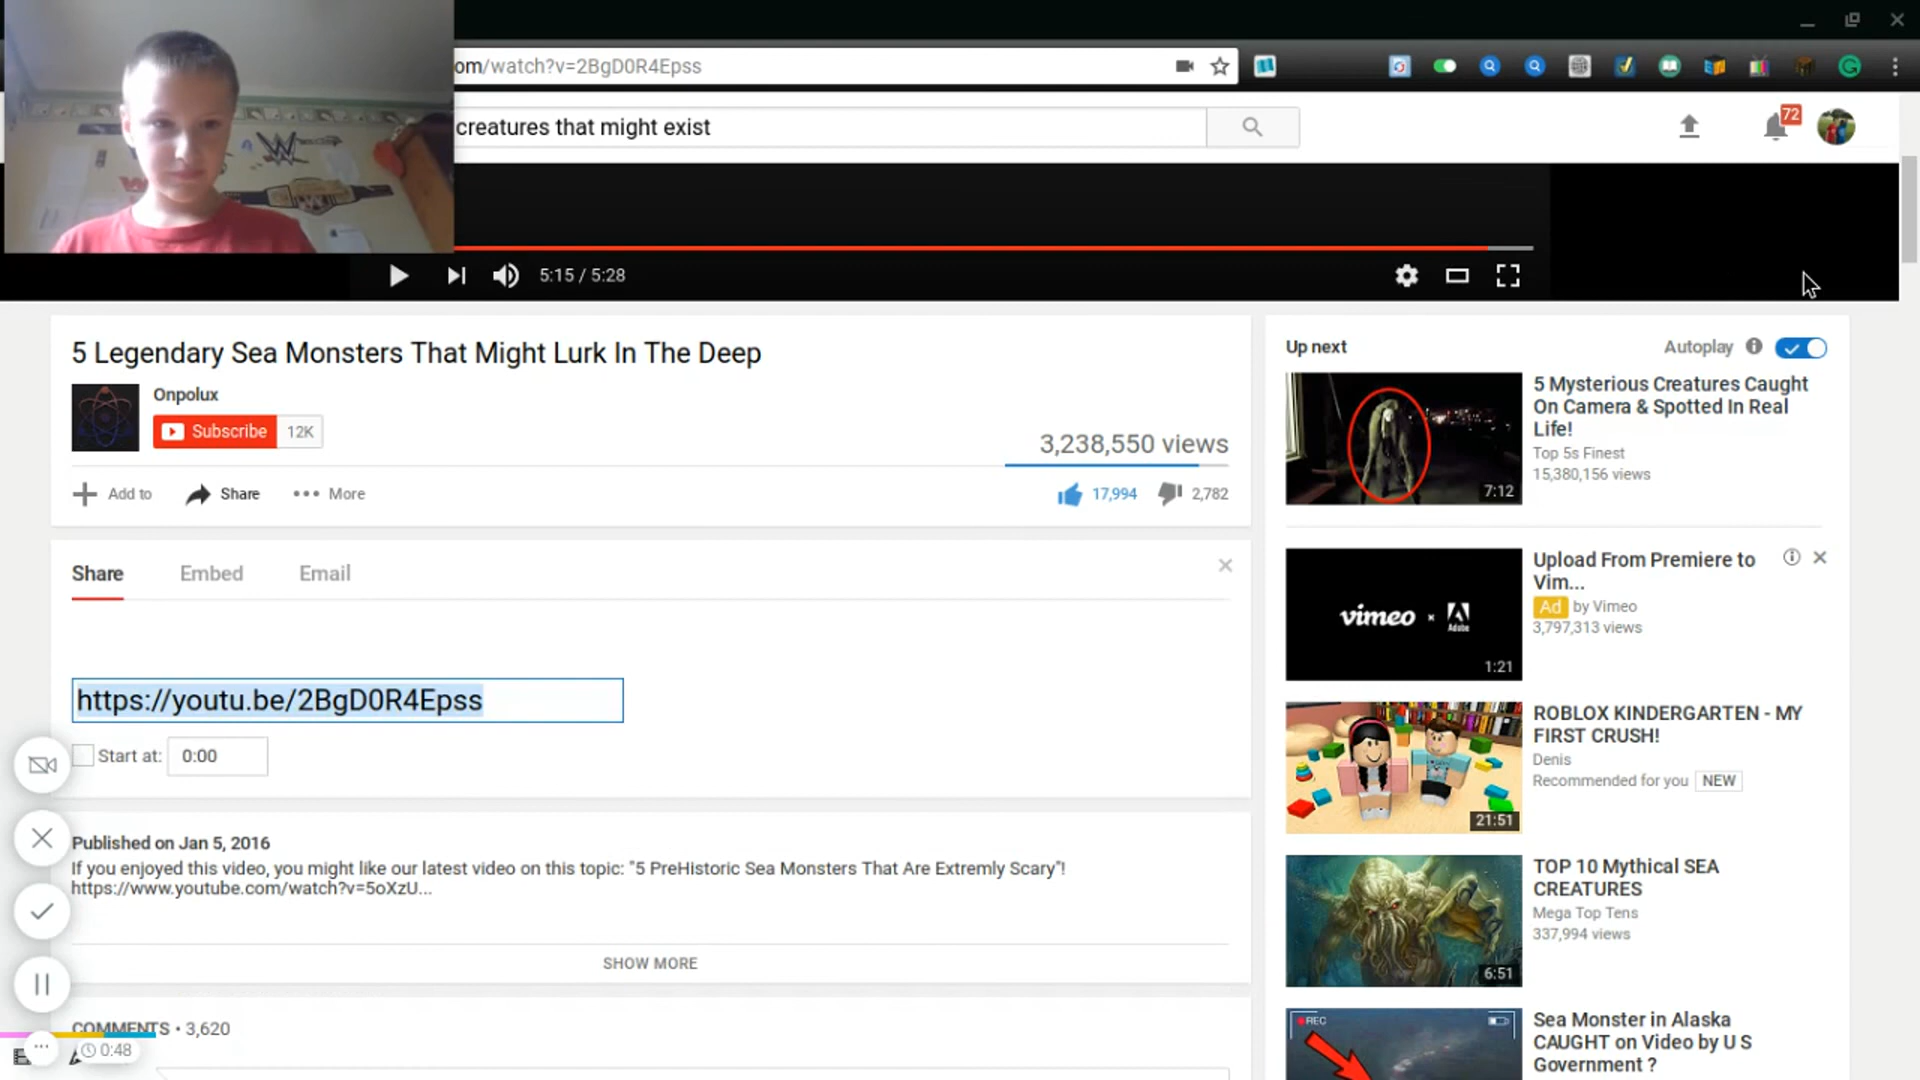 om/watch?v=2BgD0R4Epss
creatures that might exist
72
5:15 / 5:28
5 Legendary Sea Monsters That Might Lurk In The Deep
Onpolux
Subscribe 12K
3,238,550 views
Add to Share More
17,994 2,782
Share Embed Email
https://youtu.be/2BgD0R4Epss
Start at: 0:00
Published on Jan 5, 2016
If you enjoyed this video, you might like our latest video on this topic: "5 PreHistoric Sea Monsters That Are Extremly Scary"!
https://www.youtube.com/watch?v=5oXzU...
SHOW MORE
COMMENTS • 3,620
0:48
Up next
Autoplay
5 Mysterious Creatures Caught
On Camera & Spotted In Real
Life!
Top 5s Finest
15,380,156 views
7:12
Upload From Premiere to
Vim...
Ad by Vimeo
3,797,313 views
vimeo × Adobe
1:21
ROBLOX KINDERGARTEN - MY
FIRST CRUSH!
Denis
Recommended for you NEW
21:51
TOP 10 Mythical SEA
CREATURES
Mega Top Tens
337,994 views
6:51
Sea Monster in Alaska
CAUGHT on Video by U S
Government ?
REC